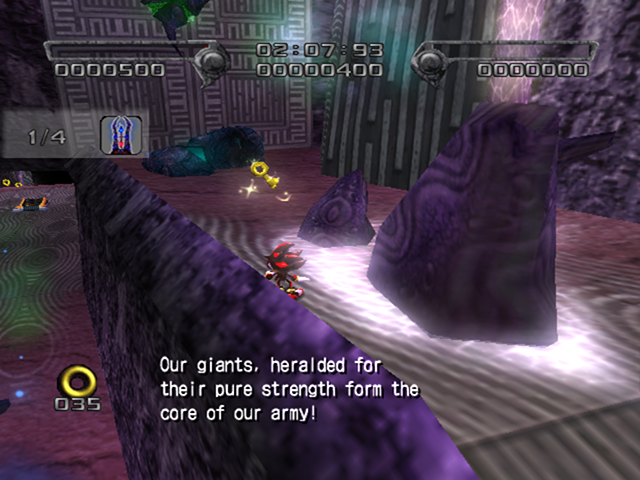 02:07:93
0000500 00000400 0000000
1/4
Our giants, heralded for
their pure strength form the
core of our army!
035